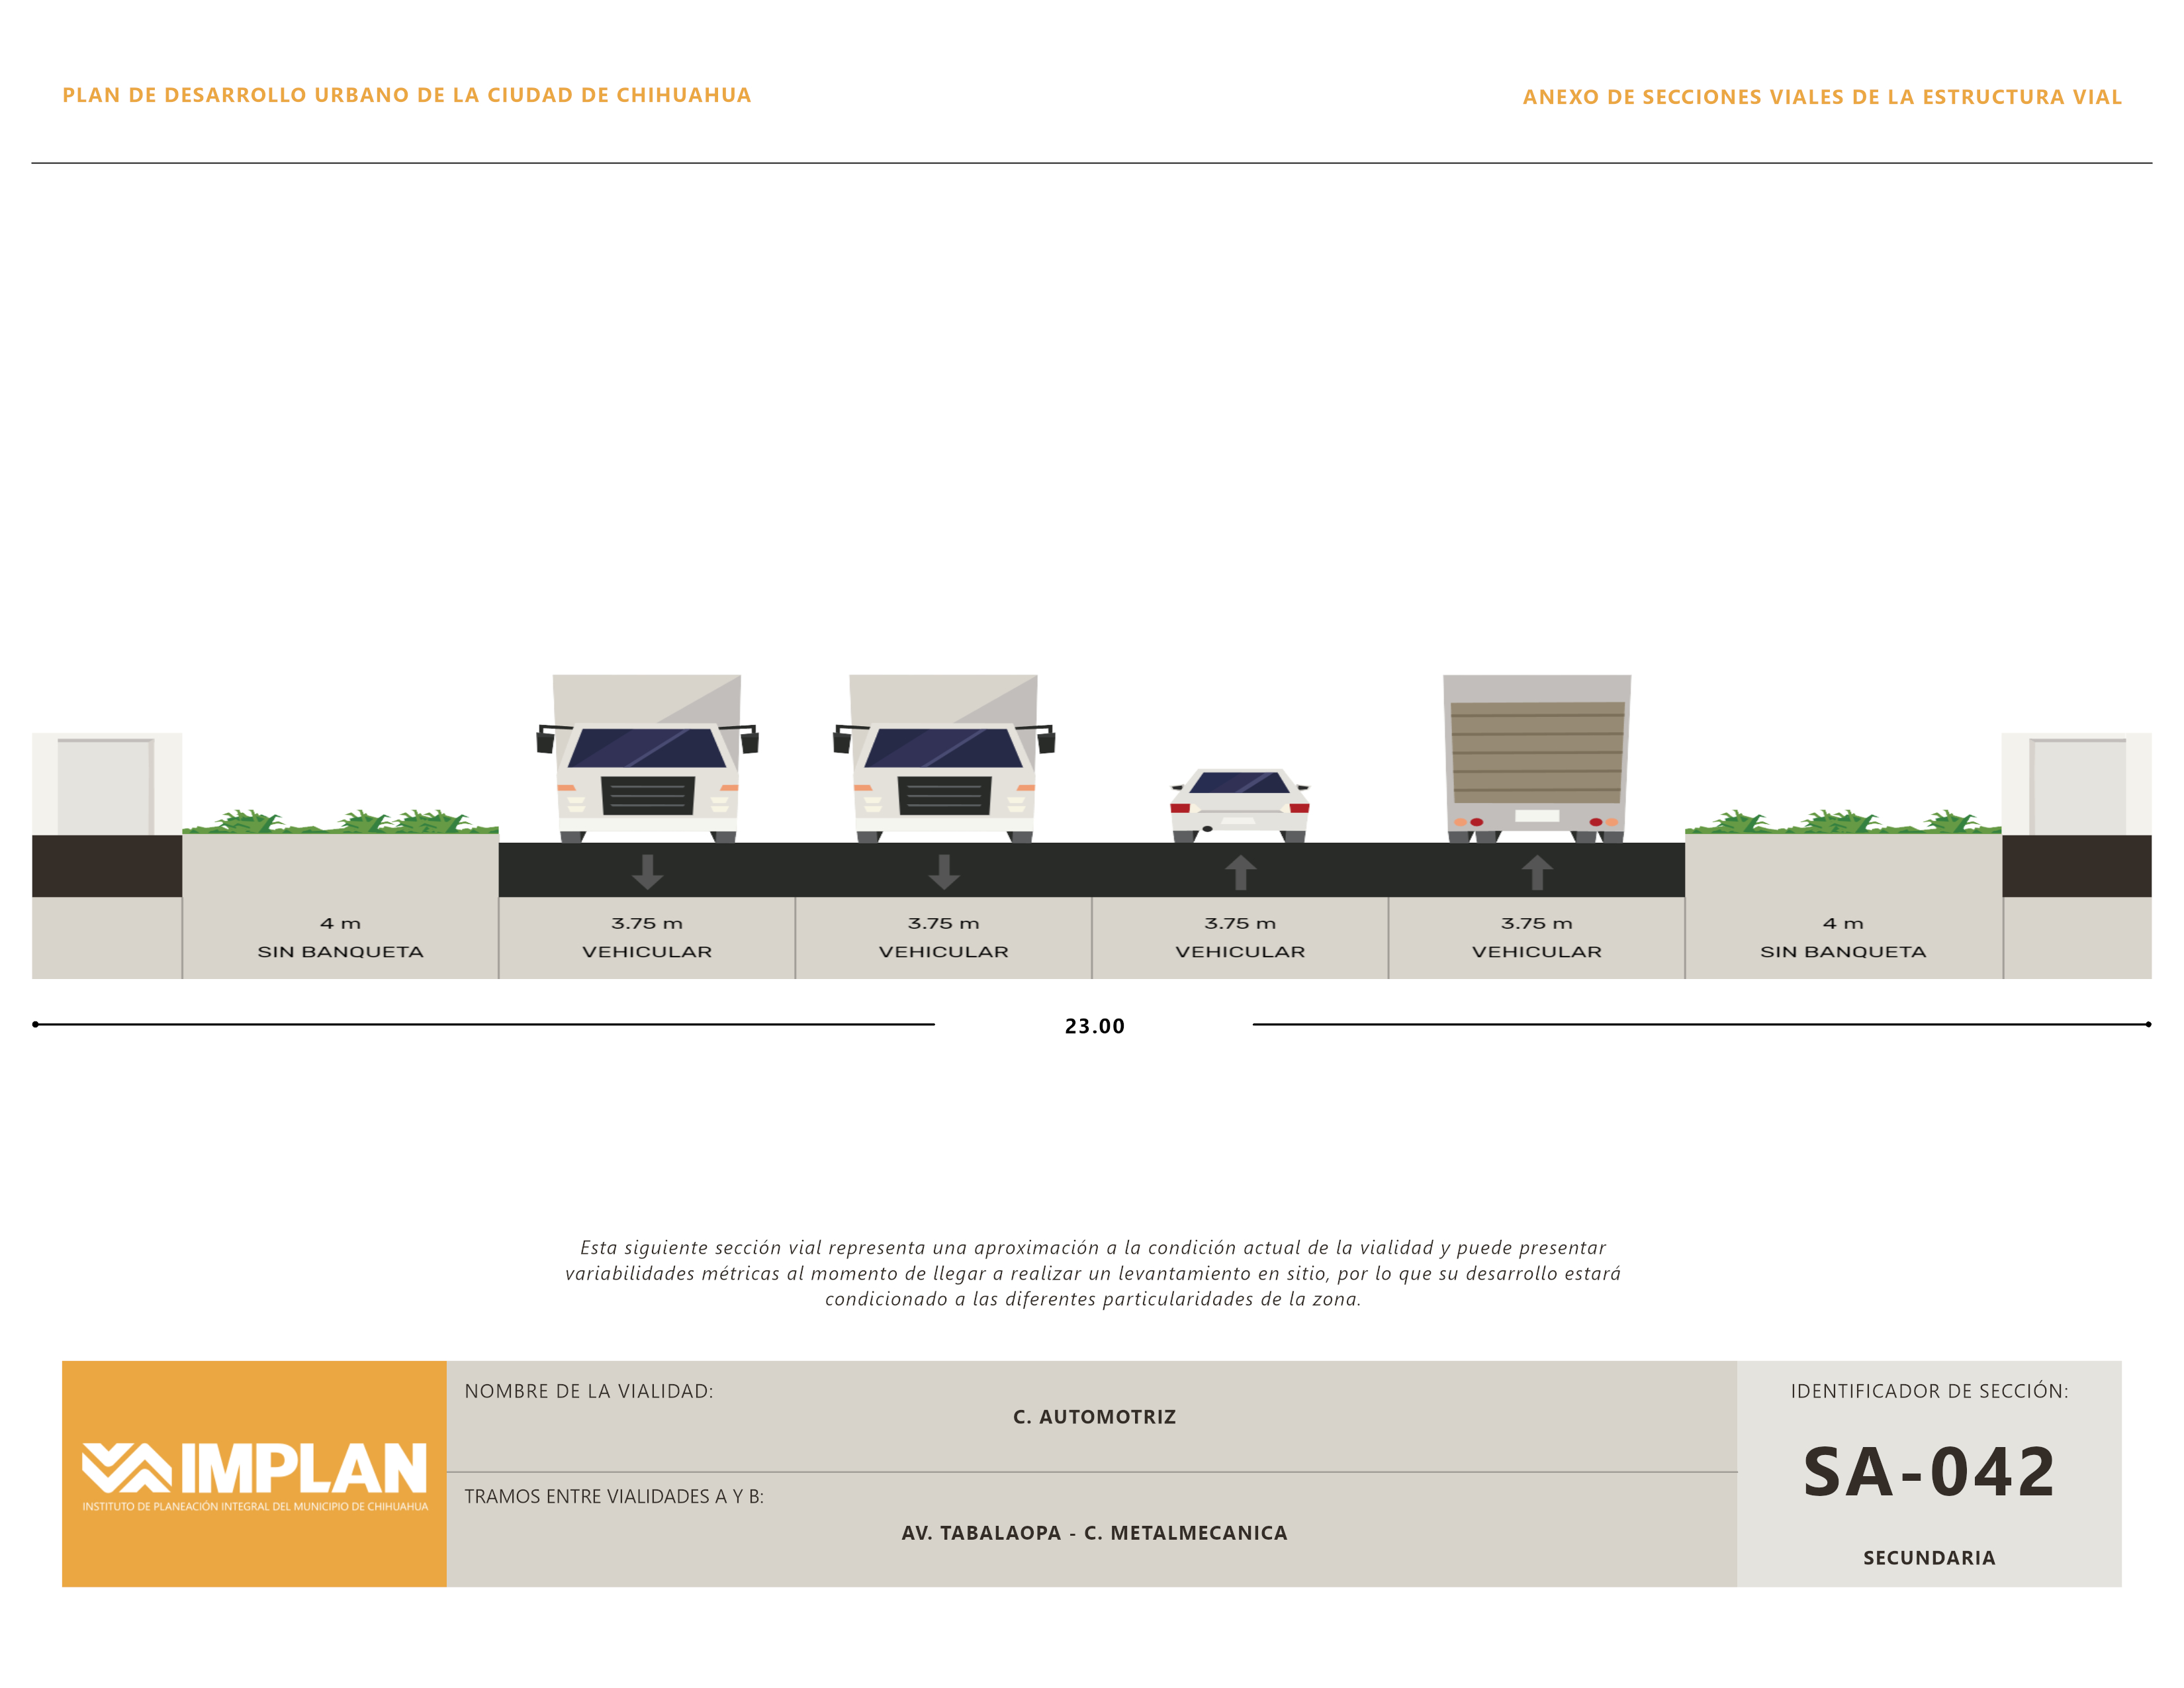 PLAN DE DESARROLLO URBANO DE LA CIUDAD DE CHIHUAHUA
ANEXO DE SECCIONES VIALES DE LA ESTRUCTURA VIAL
4 m
SIN BANQUETA
3.75 m
VEHICULAR
3.75 m
VEHICULAR
3.75 m
VEHICULAR
3.75 m
VEHICULAR
4 m
SIN BANQUETA
23.00
Esta siguiente sección vial representa una aproximación a la condición actual de la vialidad y puede presentar
variabilidades métricas al momento de llegar a realizar un levantamiento en sitio, por lo que su desarrollo estará
condicionado a las diferentes particularidades de la zona.
IMPLAN
INSTITUTO DE PLANEACIÓN INTEGRAL DEL MUNICIPIO DE CHIHUAHUA
NOMBRE DE LA VIALIDAD:
C. AUTOMOTRIZ
TRAMOS ENTRE VIALIDADES A Y B:
AV. TABALAOPA - C. METALMECANICA
IDENTIFICADOR DE SECCIÓN:
SA-042
SECUNDARIA